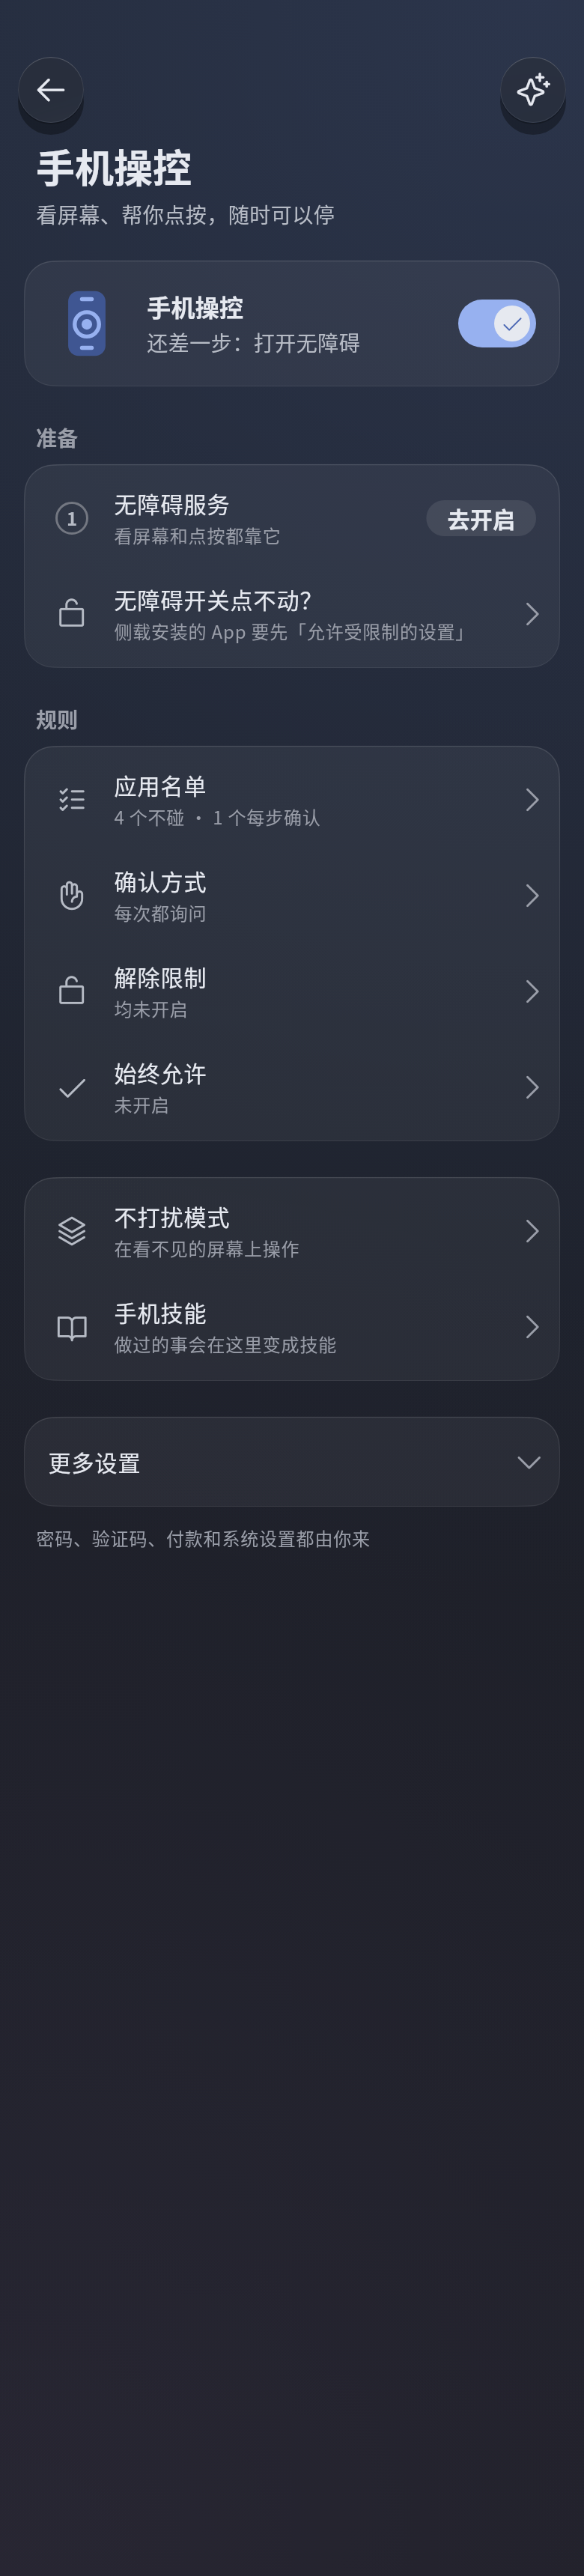 手机操控
看屏幕、帮你点按，随时可以停
手机操控
还差一步：打开无障碍
准备
1
无障碍服务
看屏幕和点按都靠它
去开启
无障碍开关点不动？
侧载安装的 App 要先「允许受限制的设置」
规则
应用名单
4 个不碰 · 1 个每步确认
确认方式
每次都询问
解除限制
均未开启
始终允许
未开启
不打扰模式
在看不见的屏幕上操作
手机技能
做过的事会在这里变成技能
更多设置
密码、验证码、付款和系统设置都由你来